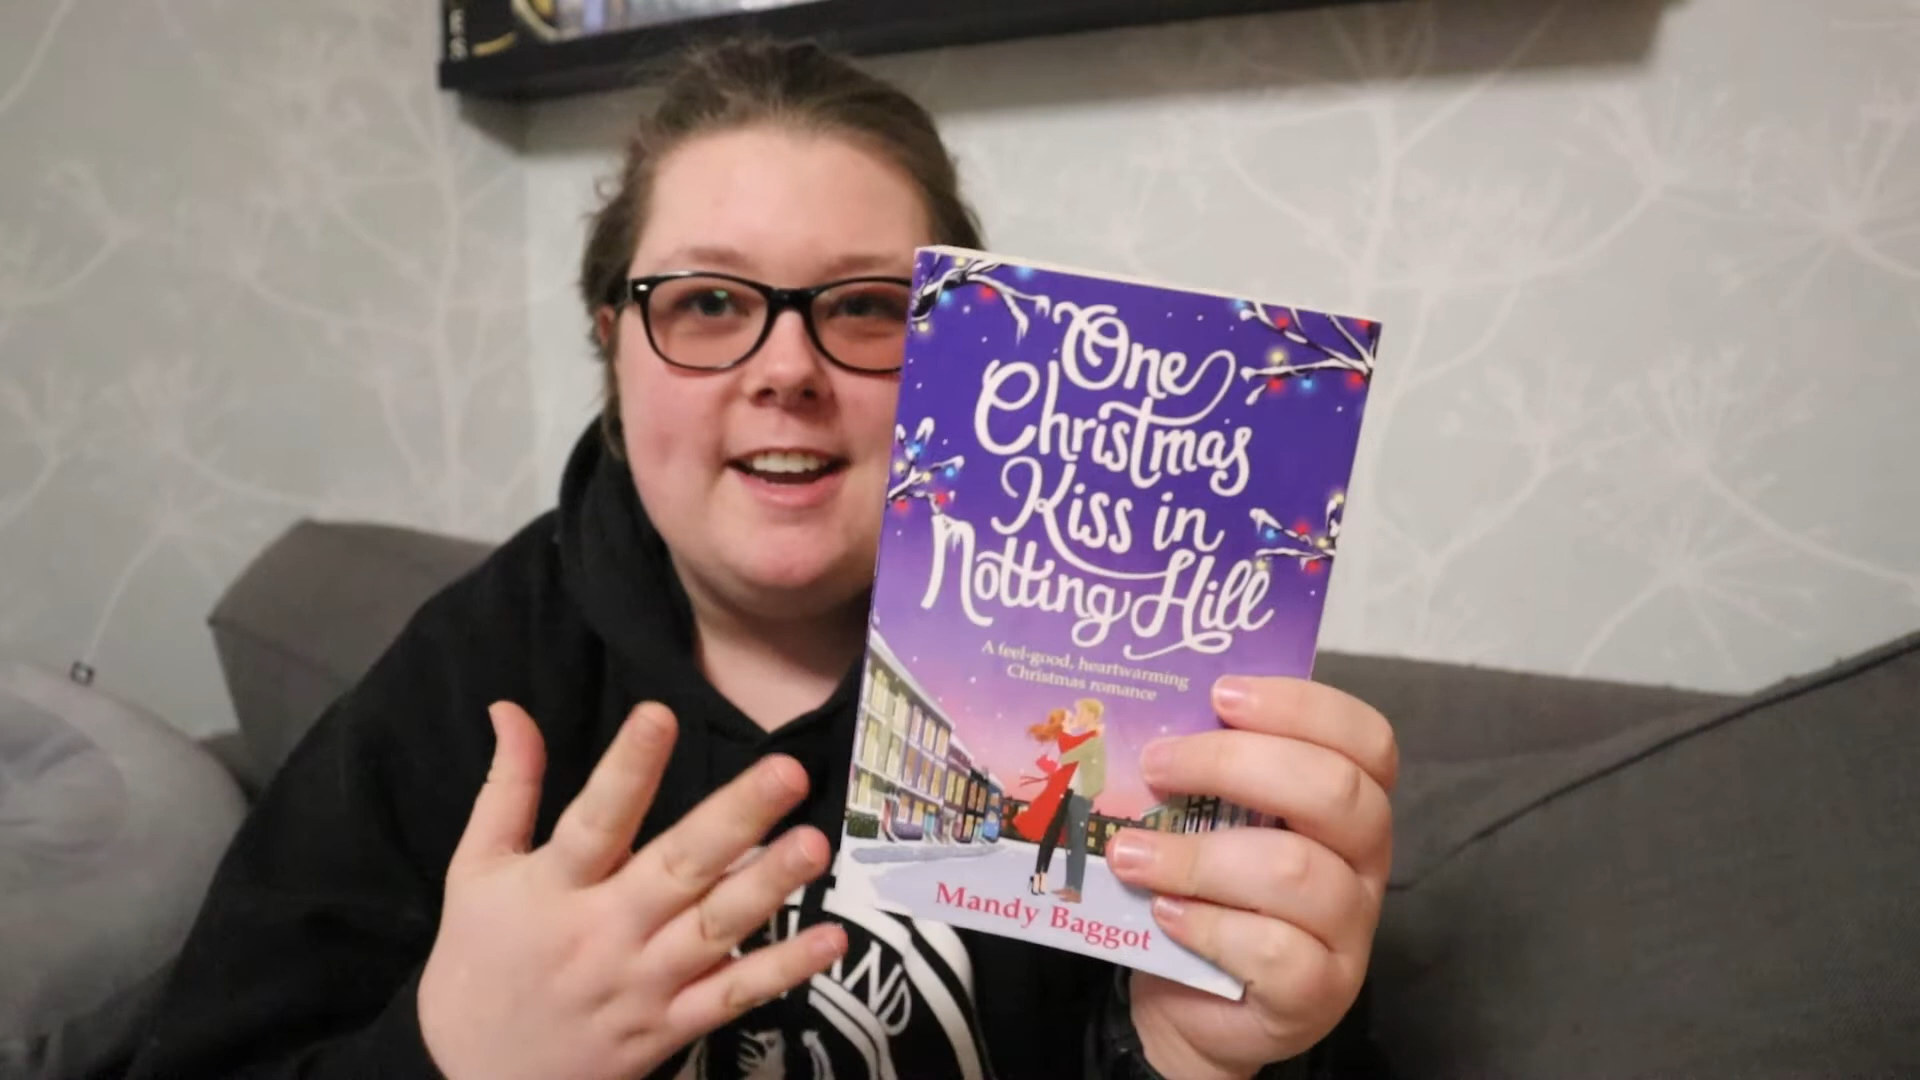 One
Christmas
Kiss in
Notting Hill
A feel-good, heartwarming
Christmas romance
Mandy Baggot